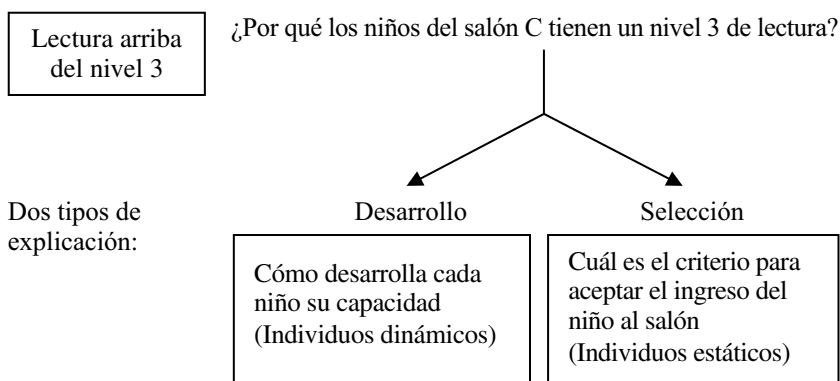 Lectura arriba
del nivel 3
¿Por qué los niños del salón C tienen un nivel 3 de lectura?
Dos tipos de
explicación:
Desarrollo
Cómo desarrolla cada
niño su capacidad
(Individuos dinámicos)
Selección
Cuál es el criterio para
aceptar el ingreso del
niño al salón
(Individuos estáticos)